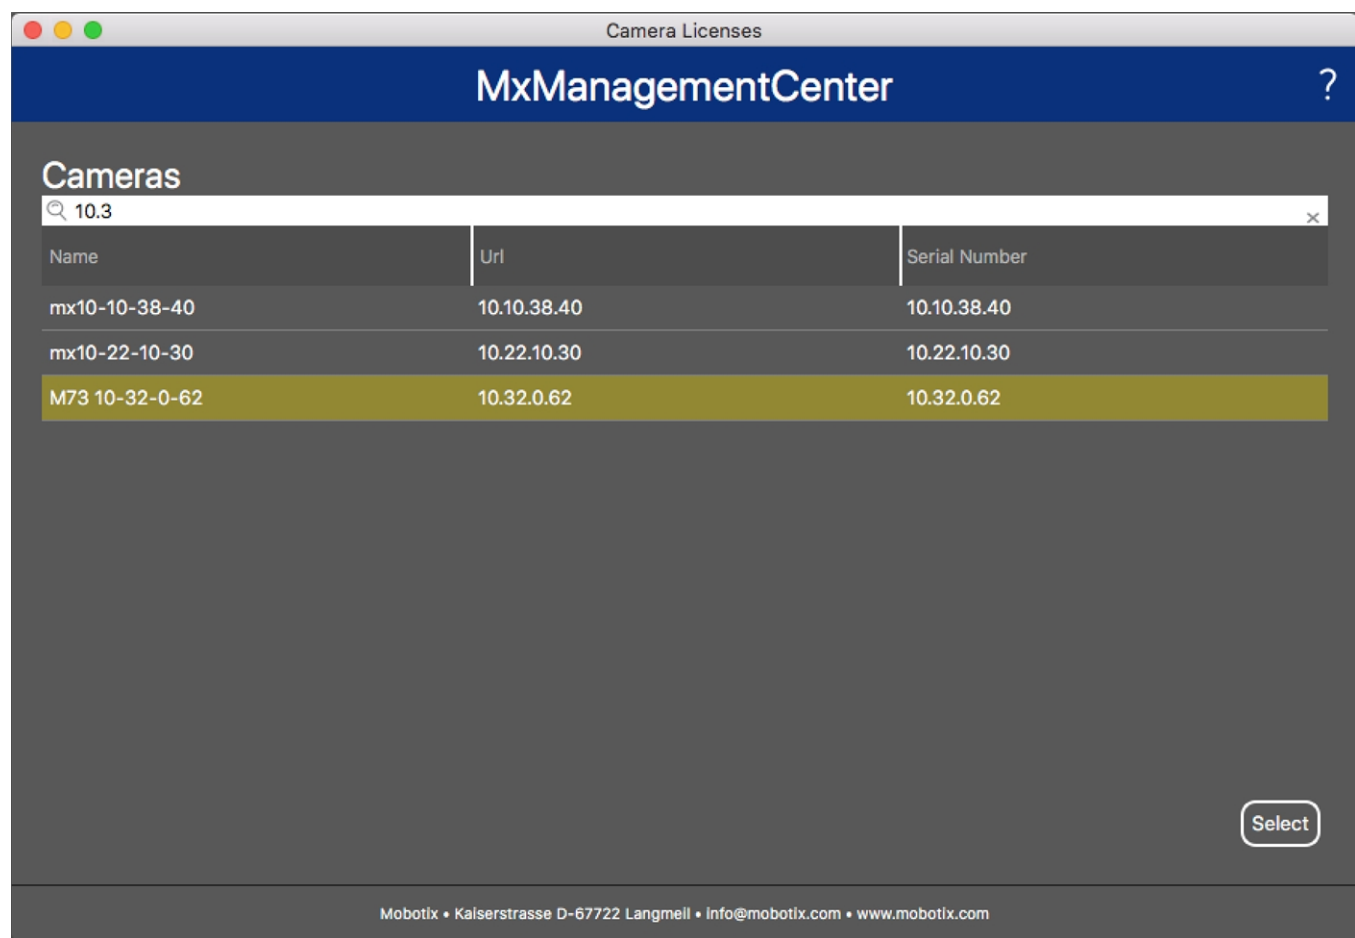 Camera Licenses
MxManagementCenter ?
Cameras
10.3 ×
Name Url Serial Number
mx10-10-38-40 10.10.38.40 10.10.38.40
mx10-22-10-30 10.22.10.30 10.22.10.30
M73 10-32-0-62 10.32.0.62 10.32.0.62
Select
Mobotix • Kaiserstrasse D-67722 Langmeil • info@mobotix.com • www.mobotix.com